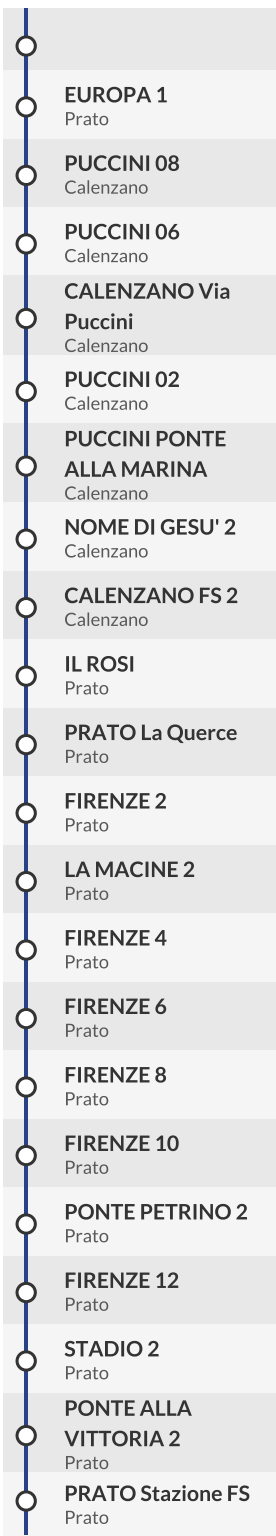 EUROPA 1
Prato
PUCCINI 08
Calenzano
PUCCINI 06
Calenzano
CALENZANO Via
Puccini
Calenzano
PUCCINI 02
Calenzano
PUCCINI PONTE
ALLA MARINA
Calenzano
NOME DI GESU' 2
Calenzano
CALENZANO FS 2
Calenzano
IL ROSI
Prato
PRATO La Querce
Prato
FIRENZE 2
Prato
LA MACINE 2
Prato
FIRENZE 4
Prato
FIRENZE 6
Prato
FIRENZE 8
Prato
FIRENZE 10
Prato
PONTE PETRINO 2
Prato
FIRENZE 12
Prato
STADIO 2
Prato
PONTE ALLA
VITTORIA 2
Prato
PRATO Stazione FS
Prato